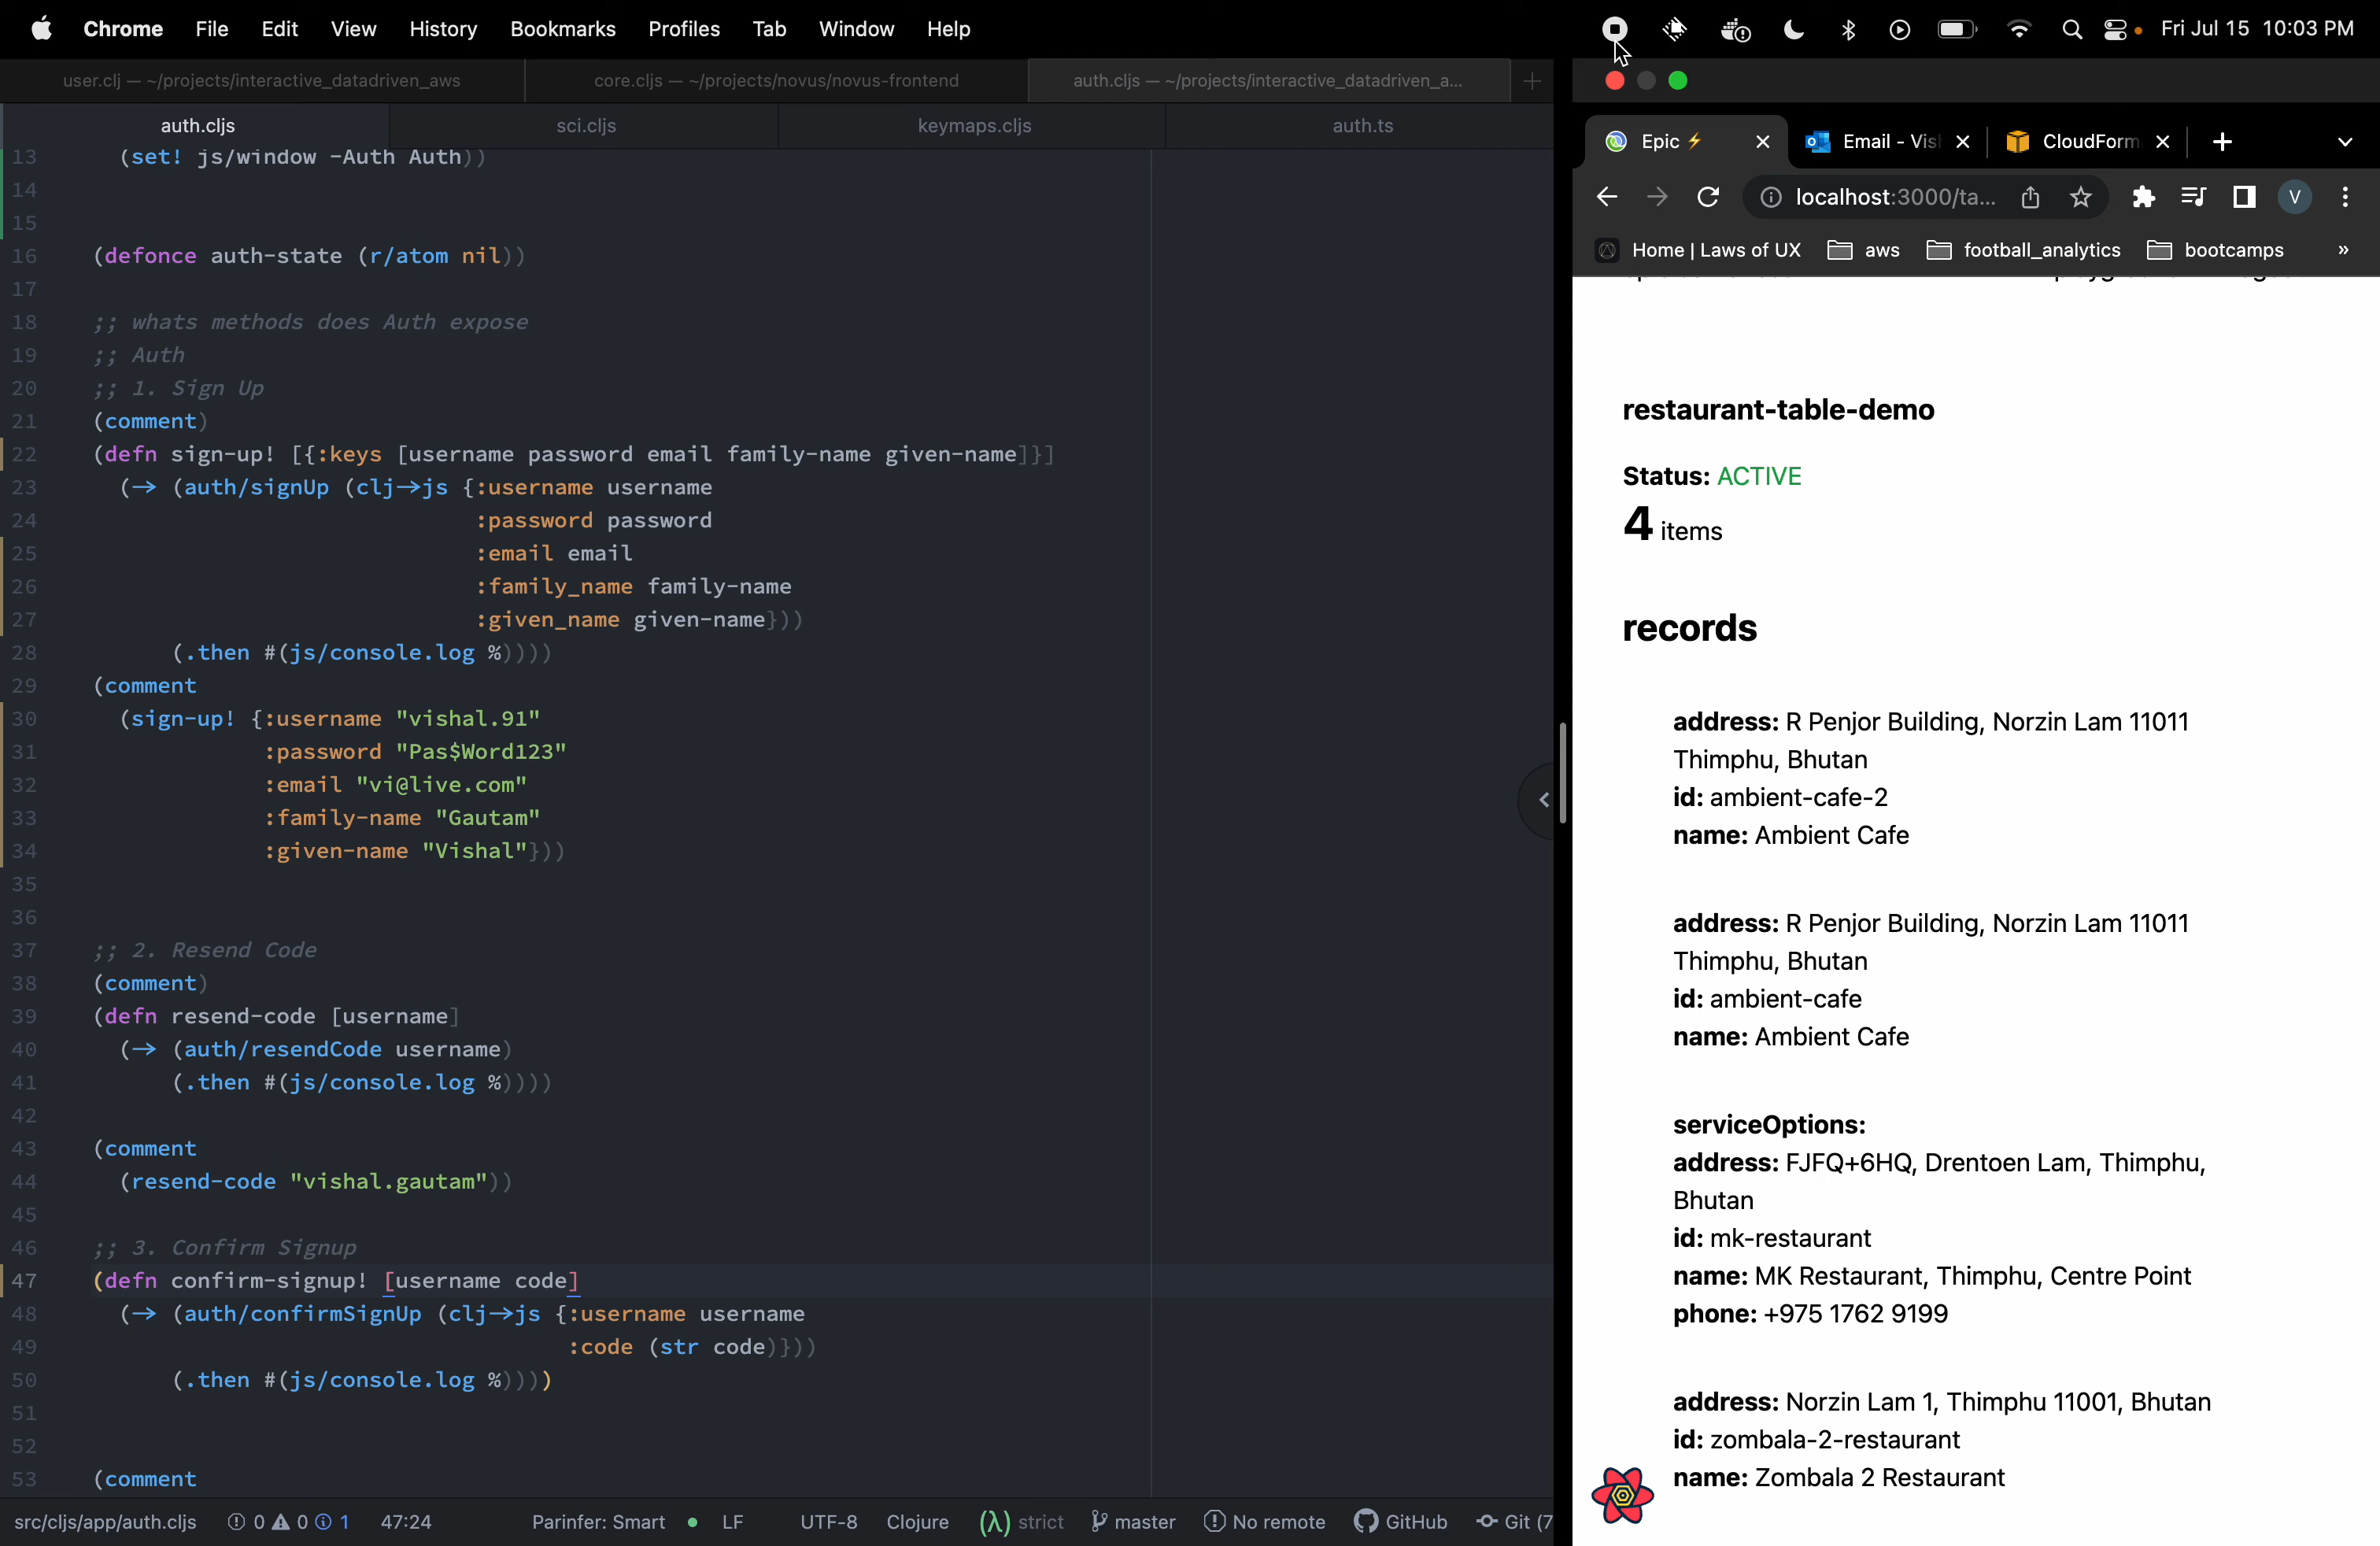 Chrome File Edit View History Bookmarks Profiles Tab Window Help
Fri Jul 15 10:03 PM
user.clj — ~/projects/interactive_datadriven_aws
core.cljs — ~/projects/novus/novus-frontend
auth.cljs — ~/projects/interactive_datadriven_a...
auth.cljs
sci.cljs
keymaps.cljs
auth.ts
13 (set! js/window -Auth Auth))
14
15
16 (defonce auth-state (r/atom nil))
17
18 ;; whats methods does Auth expose
19 ;; Auth
20 ;; 1. Sign Up
21 (comment)
22 (defn sign-up! [{:keys [username password email family-name given-name]}]
23 (-> (auth/signUp (clj->js {:username username
24 :password password
25 :email email
26 :family_name family-name
27 :given_name given-name}))
28 (.then #(js/console.log %))))
29 (comment
30 (sign-up! {:username "vishal.91"
31 :password "Pas$Word123"
32 :email "vi@live.com"
33 :family-name "Gautam"
34 :given-name "Vishal"}))
35
36
37 ;; 2. Resend Code
38 (comment)
39 (defn resend-code [username]
40 (-> (auth/resendCode username)
41 (.then #(js/console.log %))))
42
43 (comment
44 (resend-code "vishal.gautam"))
45
46 ;; 3. Confirm Signup
47 (defn confirm-signup! [username code]
48 (-> (auth/confirmSignUp (clj->js {:username username
49 :code (str code)}))
50 (.then #(js/console.log %))))
51
52
53 (comment
src/cljs/app/auth.cljs 0 0 1 47:24 Parinfer: Smart LF UTF-8 Clojure (λ) strict master No remote GitHub Git (7
Epic⚡
Email - Vis
CloudForm
localhost:3000/ta...
V
Home | Laws of UX aws football_analytics bootcamps »
restaurant-table-demo
Status: ACTIVE
4 items
records
address: R Penjor Building, Norzin Lam 11011
Thimphu, Bhutan
id: ambient-cafe-2
name: Ambient Cafe
address: R Penjor Building, Norzin Lam 11011
Thimphu, Bhutan
id: ambient-cafe
name: Ambient Cafe
serviceOptions:
address: FJFQ+6HQ, Drentoen Lam, Thimphu,
Bhutan
id: mk-restaurant
name: MK Restaurant, Thimphu, Centre Point
phone: +975 1762 9199
address: Norzin Lam 1, Thimphu 11001, Bhutan
id: zombala-2-restaurant
name: Zombala 2 Restaurant